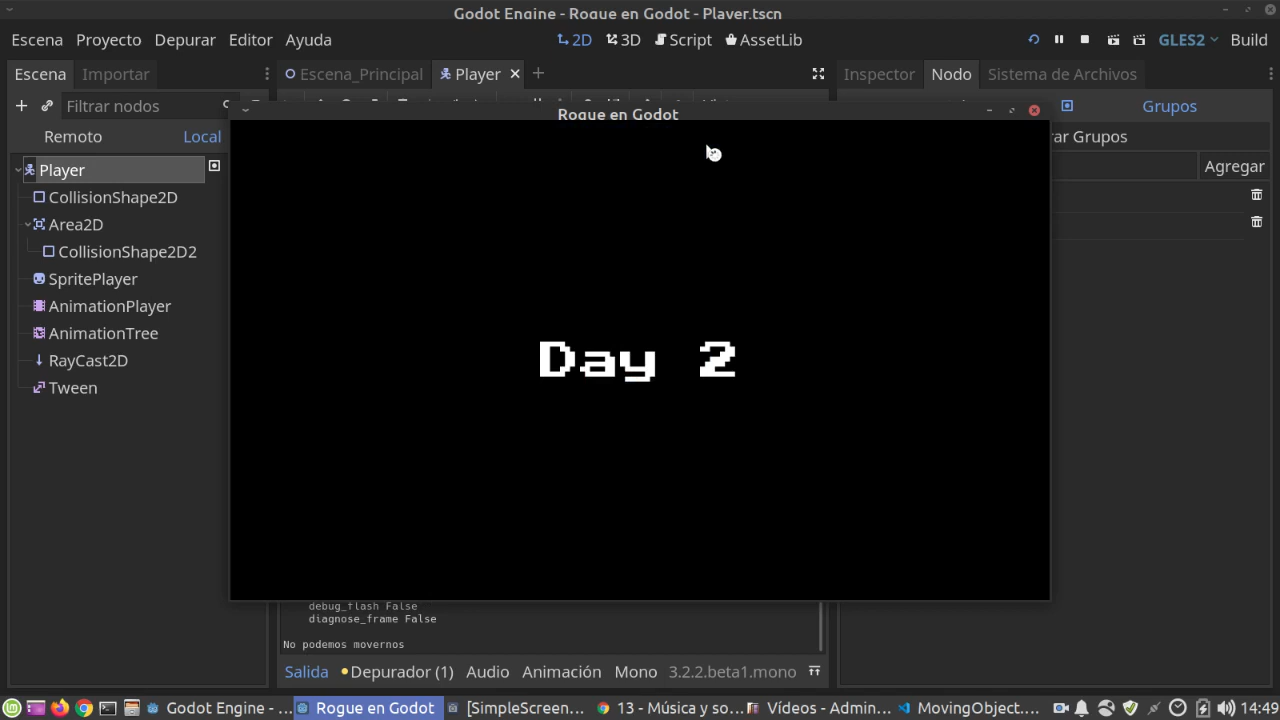 Godot Engine - Rogue en Godot - Player.tscn
Escena Proyecto Depurar Editor Ayuda 2D 3D Script AssetLib GLES2 Build
Escena Importar Escena_Principal Player Inspector Nodo Sistema de Archivos
Filtrar nodos Grupos
Rogue en Godot
Remoto Local rar Grupos
Player Agregar
CollisionShape2D
Area2D
CollisionShape2D2
SpritePlayer
AnimationPlayer
AnimationTree
RayCast2D
Tween
Day 2
debug_flash False
diagnose_frame False
No podemos movernos
Salida Depurador (1) Audio Animación Mono 3.2.2.beta1.mono
Godot Engine - ... Rogue en Godot [SimpleScreen... 13 - Música y so... Vídeos - Admin... MovingObject.... 14:49